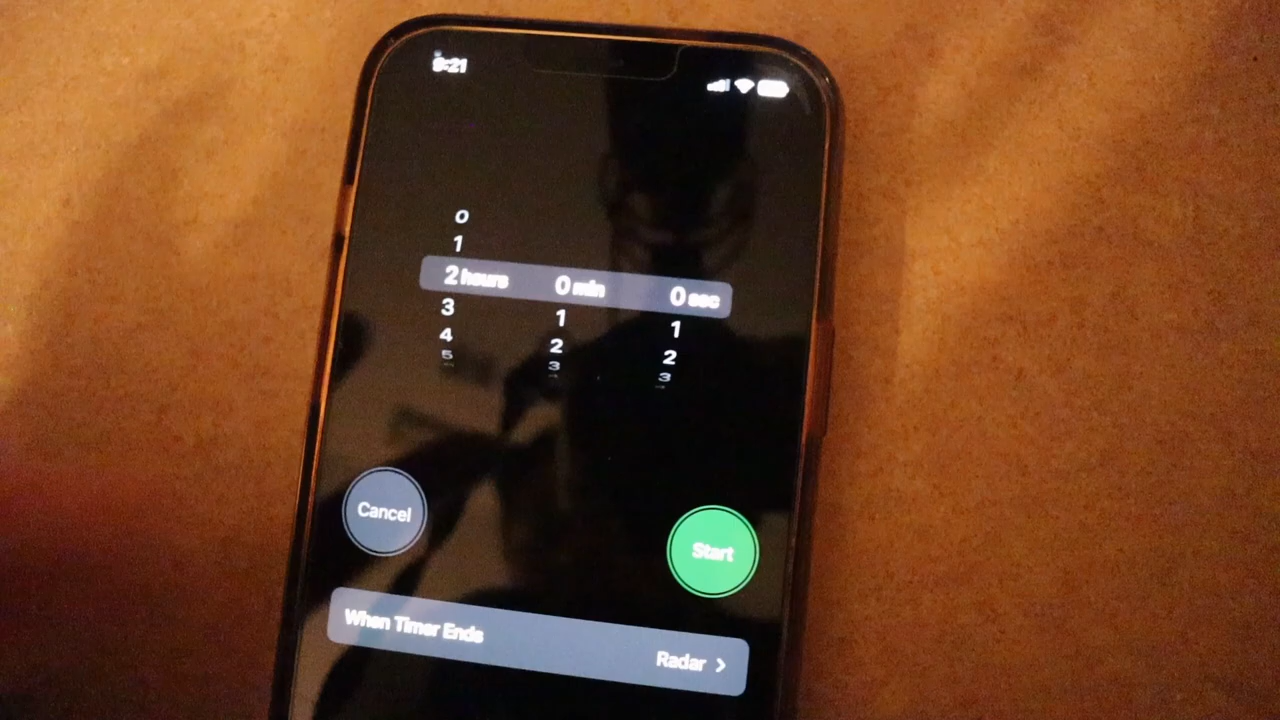 9:21
0
1
2 hours 0 min 0 sec
3 1 1
4 2 2
5 3 3
Cancel
Start
When Timer Ends
Radar >